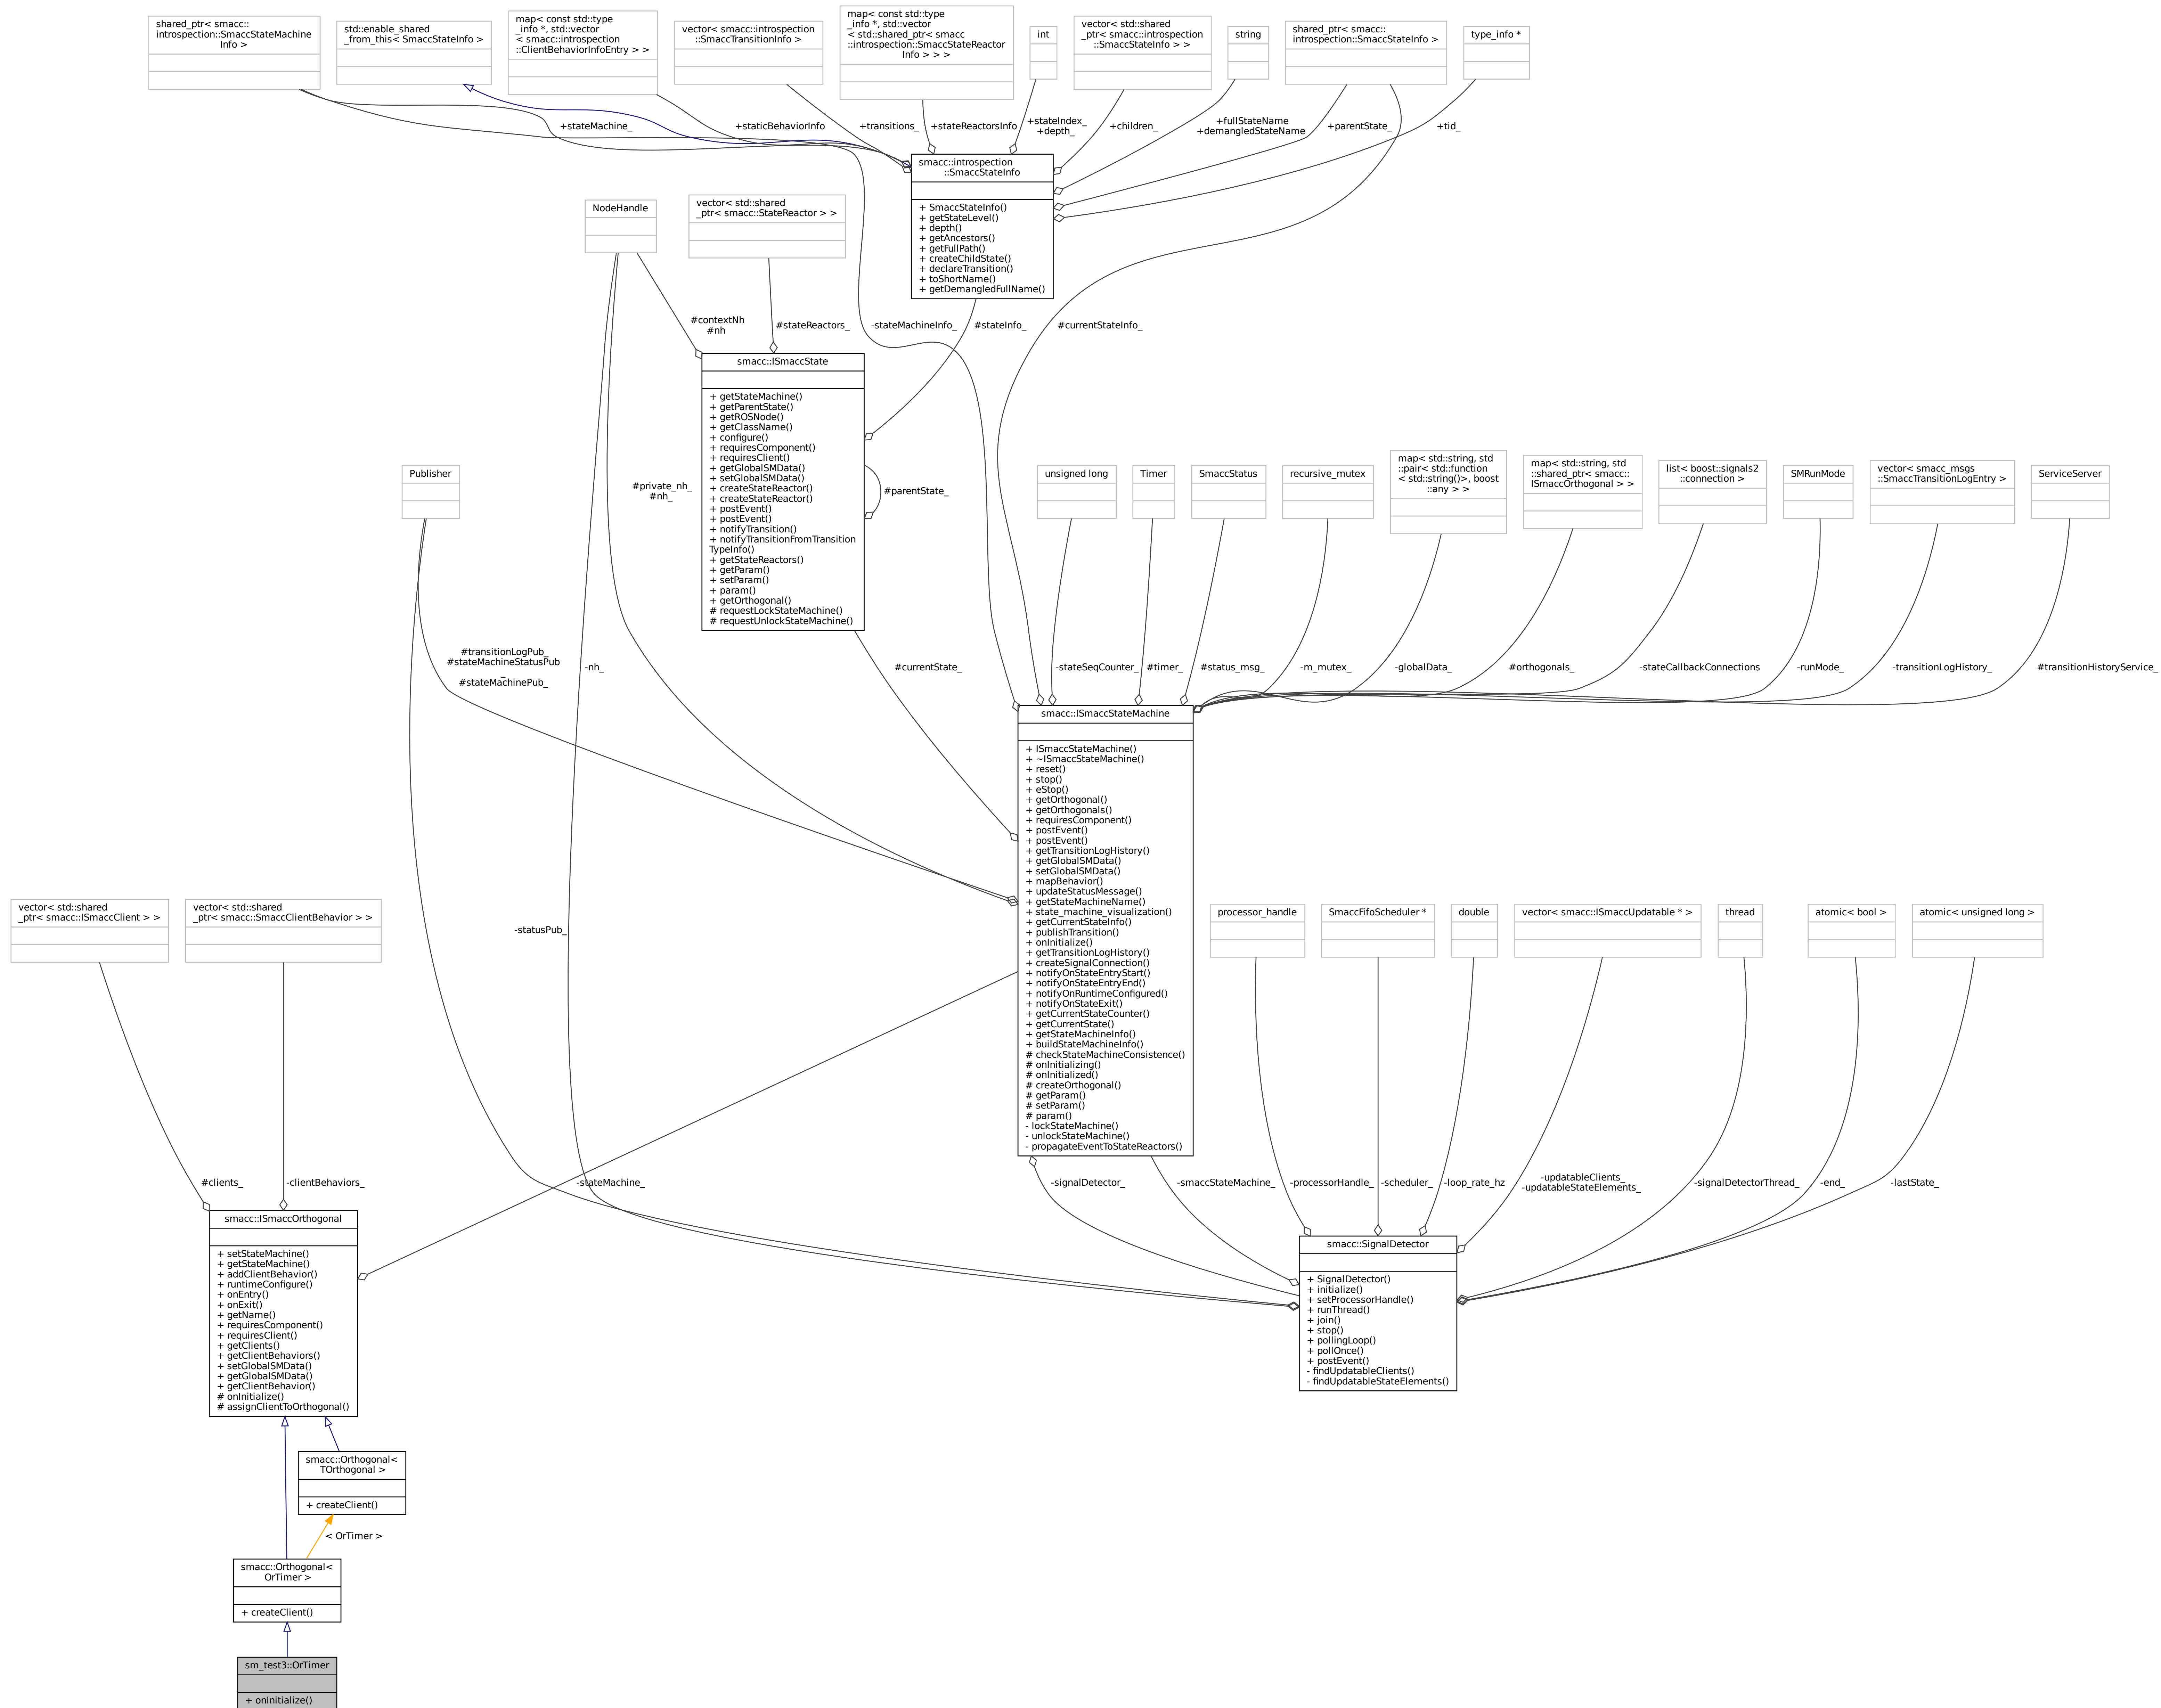 shared_ptr< smacc::
introspection::SmaccStateMachine
Info >
std::enable_shared
_from_this< SmaccStateInfo >
map< const std::type
_info *, std::vector
< smacc::introspection
::ClientBehaviorInfoEntry > >
vector< smacc::introspection
::SmaccTransitionInfo >
map< const std::type
_info *, std::vector
< std::shared_ptr< smacc
::introspection::SmaccStateReactor
Info > > >
int
vector< std::shared
_ptr< smacc::introspection
::SmaccStateInfo > >
string
shared_ptr< smacc::
introspection::SmaccStateInfo >
type_info *
+stateMachine_
+staticBehaviorInfo
+transitions_
+stateReactorsInfo
+stateIndex_
+depth_
+children_
+fullStateName
+demangledStateName
+parentState_
+tid_
smacc::introspection
::SmaccStateInfo
+ SmaccStateInfo()
+ getStateLevel()
+ depth()
+ getAncestors()
+ getFullPath()
+ createChildState()
+ declareTransition()
+ toShortName()
+ getDemangledFullName()
NodeHandle
vector< std::shared
_ptr< smacc::StateReactor > >
#contextNh
#nh
#stateReactors_
-stateMachineInfo_
#stateInfo_
#currentStateInfo_
smacc::ISmaccState
+ getStateMachine()
+ getParentState()
+ getROSNode()
+ getClassName()
+ configure()
+ requiresComponent()
+ requiresClient()
+ getGlobalSMData()
+ setGlobalSMData()
+ createStateReactor()
+ createStateReactor()
+ postEvent()
+ postEvent()
+ notifyTransition()
+ notifyTransitionFromTransition
TypeInfo()
+ getStateReactors()
+ getParam()
+ setParam()
+ param()
+ getOrthogonal()
# requestLockStateMachine()
# requestUnlockStateMachine()
#parentState_
#private_nh_
#nh_
Publisher
unsigned long
Timer
SmaccStatus
recursive_mutex
map< std::string, std
::pair< std::function
< std::string()>, boost
::any > >
map< std::string, std
::shared_ptr< smacc::
ISmaccOrthogonal > >
list< boost::signals2
::connection >
SMRunMode
vector< smacc_msgs
::SmaccTransitionLogEntry >
ServiceServer
#transitionLogPub_
#stateMachineStatusPub
_
#stateMachinePub_
-nh_
#currentState_
-stateSeqCounter_
#timer_
#status_msg_
-m_mutex_
-globalData_
#orthogonals_
-stateCallbackConnections
-runMode_
-transitionLogHistory_
#transitionHistoryService_
smacc::ISmaccStateMachine
+ ISmaccStateMachine()
+ ~ISmaccStateMachine()
+ reset()
+ stop()
+ eStop()
+ getOrthogonal()
+ getOrthogonals()
+ requiresComponent()
+ postEvent()
+ postEvent()
+ getTransitionLogHistory()
+ getGlobalSMData()
+ setGlobalSMData()
+ mapBehavior()
+ updateStatusMessage()
+ getStateMachineName()
+ state_machine_visualization()
+ getCurrentStateInfo()
+ publishTransition()
+ onInitialize()
+ getTransitionLogHistory()
+ createSignalConnection()
+ notifyOnStateEntryStart()
+ notifyOnStateEntryEnd()
+ notifyOnRuntimeConfigured()
+ notifyOnStateExit()
+ getCurrentStateCounter()
+ getCurrentState()
+ getStateMachineInfo()
+ buildStateMachineInfo()
# checkStateMachineConsistence()
# onInitializing()
# onInitialized()
# createOrthogonal()
# getParam()
# setParam()
# param()
- lockStateMachine()
- unlockStateMachine()
- propagateEventToStateReactors()
vector< std::shared
_ptr< smacc::ISmaccClient > >
vector< std::shared
_ptr< smacc::SmaccClientBehavior > >
-statusPub_
processor_handle
SmaccFifoScheduler *
double
vector< smacc::ISmaccUpdatable * >
thread
atomic< bool >
atomic< unsigned long >
#clients_
-clientBehaviors_
-stateMachine_
-signalDetector_
-smaccStateMachine_
-processorHandle_
-scheduler_
-loop_rate_hz
-updatableClients_
-updatableStateElements_
-signalDetectorThread_
-end_
-lastState_
smacc::ISmaccOrthogonal
+ setStateMachine()
+ getStateMachine()
+ addClientBehavior()
+ runtimeConfigure()
+ onEntry()
+ onExit()
+ getName()
+ requiresComponent()
+ requiresClient()
+ getClients()
+ getClientBehaviors()
+ setGlobalSMData()
+ getGlobalSMData()
+ getClientBehavior()
# onInitialize()
# assignClientToOrthogonal()
smacc::SignalDetector
+ SignalDetector()
+ initialize()
+ setProcessorHandle()
+ runThread()
+ join()
+ stop()
+ pollingLoop()
+ pollOnce()
+ postEvent()
- findUpdatableClients()
- findUpdatableStateElements()
smacc::Orthogonal<
TOrthogonal >
+ createClient()
< OrTimer >
smacc::Orthogonal<
OrTimer >
+ createClient()
sm_test3::OrTimer
+ onInitialize()